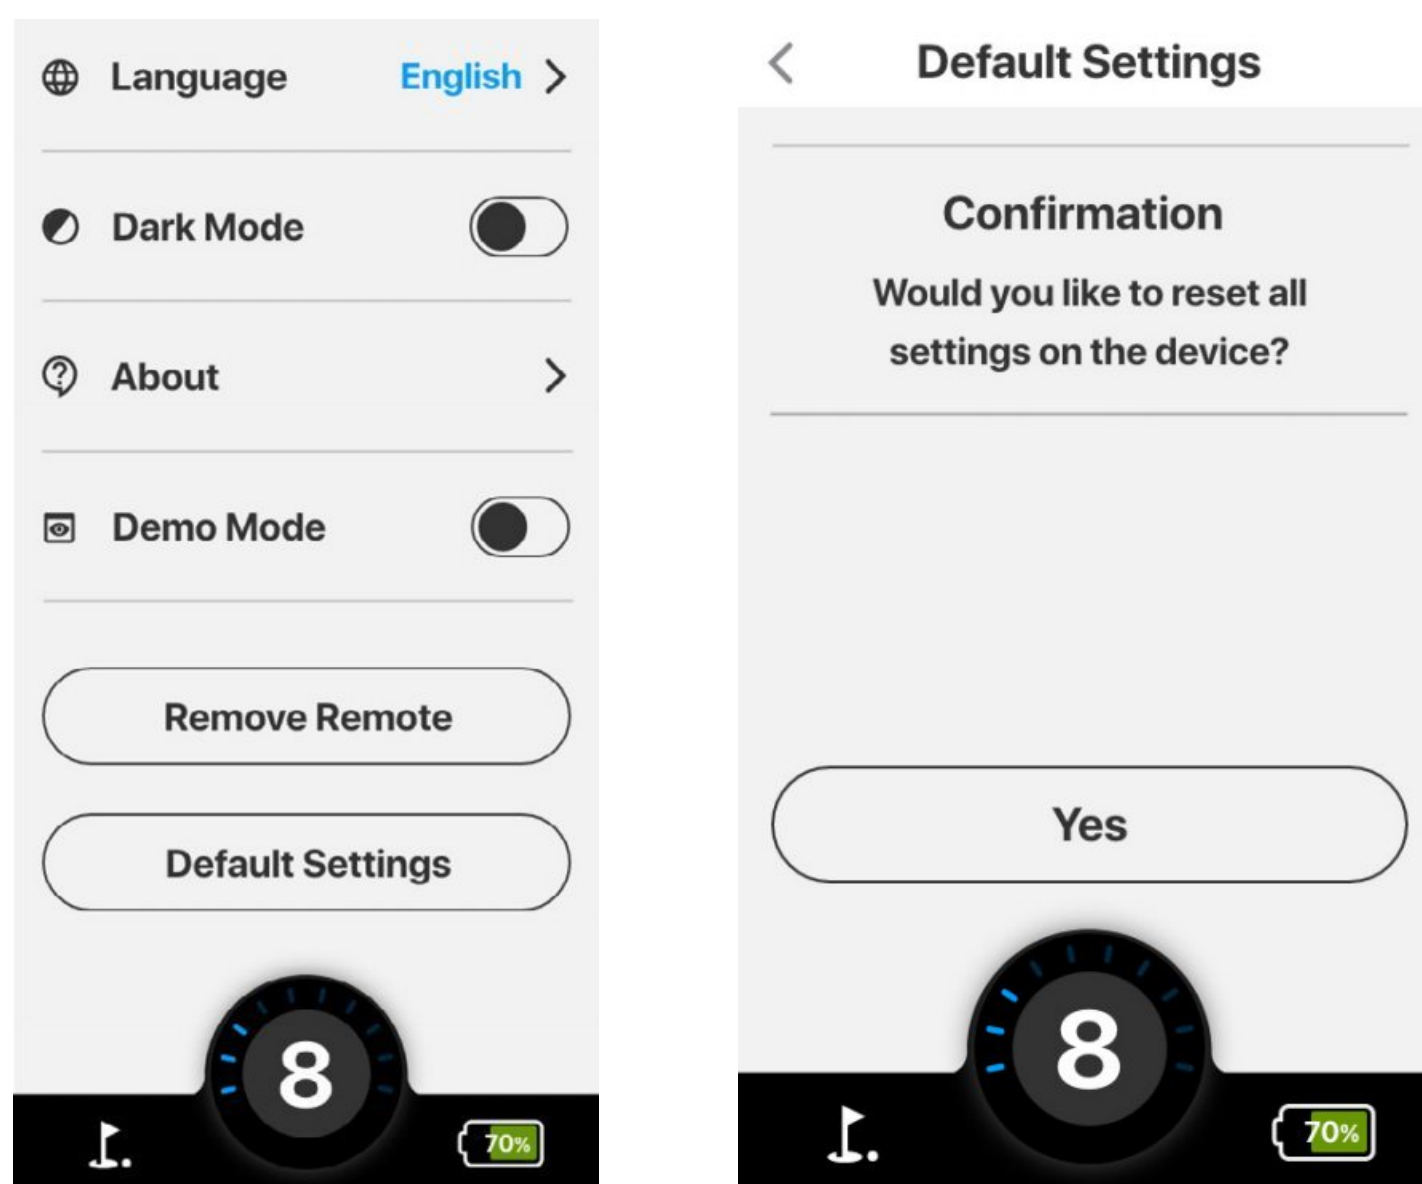 Language English
Dark Mode
About
Demo Mode
Remove Remote
Default Settings
8
70%
Default Settings
Confirmation
Would you like to reset all
settings on the device?
Yes
8
70%